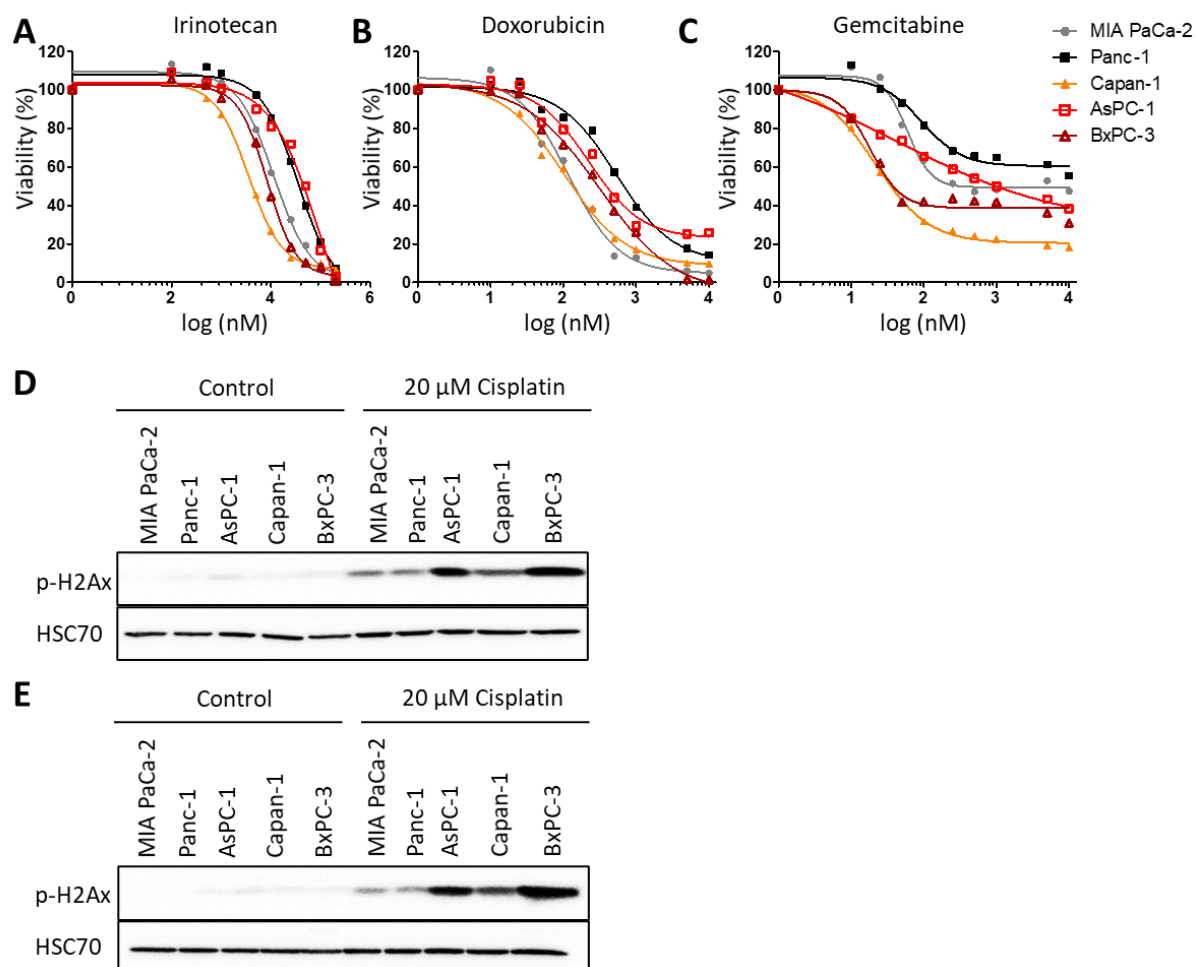 A Irinotecan
B Doxorubicin
C Gemcitabine
MIA PaCa-2
Panc-1
Capan-1
AsPC-1
BxPC-3
Viability (%)
120
100
80
60
40
20
0
0 2 4 6
log (nM)
Viability (%)
120
100
80
60
40
20
0
0 1 2 3 4
log (nM)
Viability (%)
120
100
80
60
40
20
0
0 1 2 3 4
log (nM)
D
Control 20 µM Cisplatin
MIA PaCa-2 Panc-1 AsPC-1 Capan-1 BxPC-3 MIA PaCa-2 Panc-1 AsPC-1 Capan-1 BxPC-3
p-H2Ax
HSC70
E
Control 20 µM Cisplatin
MIA PaCa-2 Panc-1 AsPC-1 Capan-1 BxPC-3 MIA PaCa-2 Panc-1 AsPC-1 Capan-1 BxPC-3
p-H2Ax
HSC70